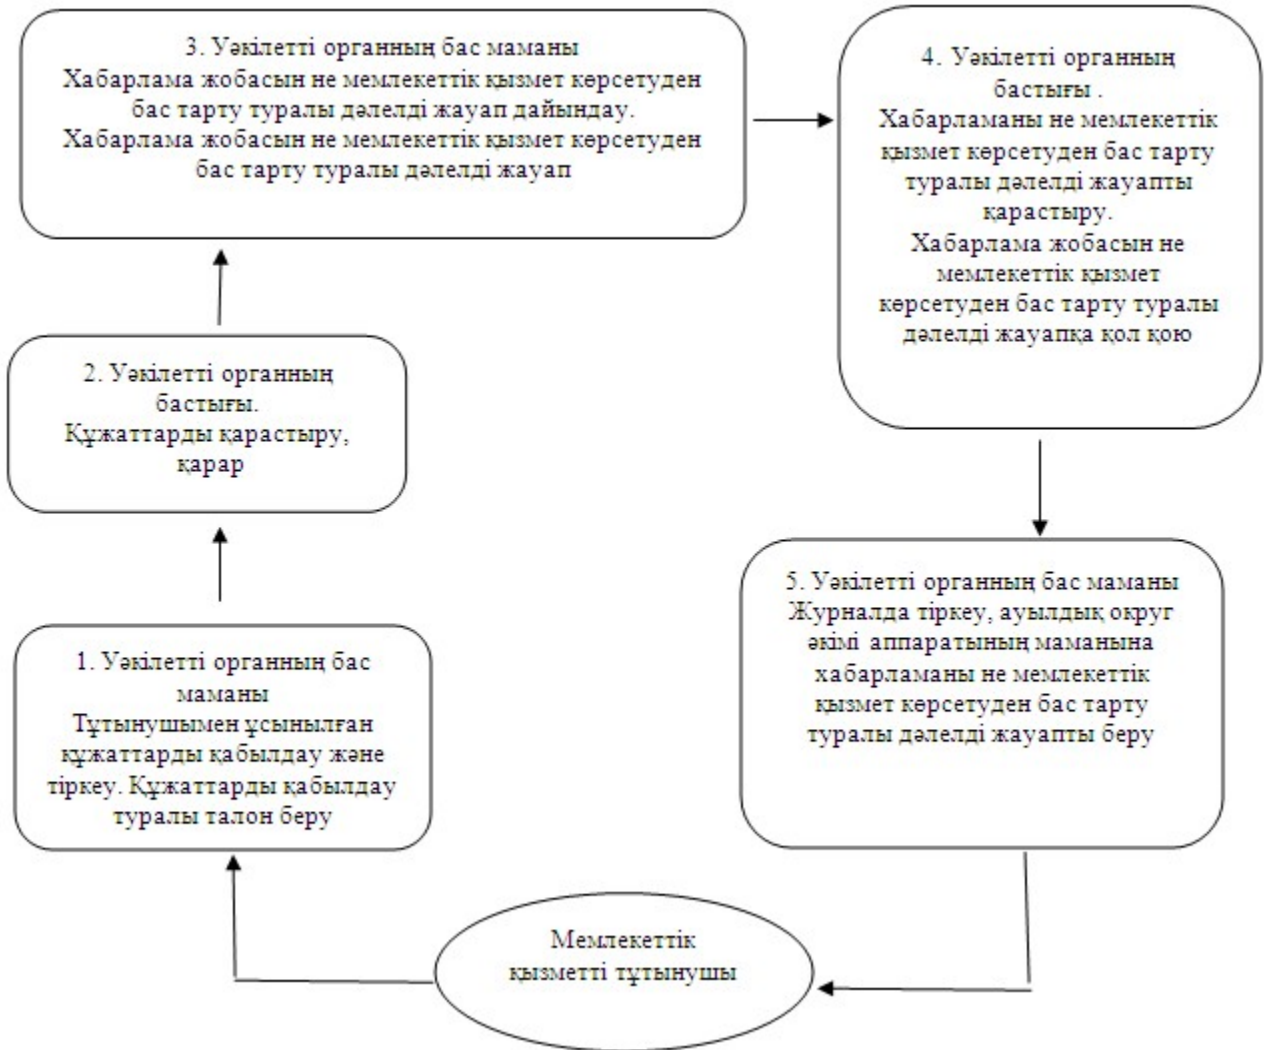 3. Уәкілетті органның бас маманы
Хабарлама жобасын не мемлекеттік қызмет көрсетуден
бас тарту туралы дәлелді жауап дайындау.
Хабарлама жобасын не мемлекеттік қызмет көрсетуден
бас тарту туралы дәлелді жауап
4. Уәкілетті органның
бастығы .
Хабарламаны не мемлекеттік
қызмет көрсетуден бас тарту
туралы дәлелді жауапты
қарастыру.
Хабарлама жобасын не
мемлекеттік қызмет
көрсетуден бас тарту туралы
дәлелді жауапқа қол қою
2. Уәкілетті органның
бастығы.
Құжаттарды қарастыру,
қарар
5. Уәкілетті органның бас маманы
Журналда тіркеу, ауылдық округ
әкімі аппаратының маманына
хабарламаны не мемлекеттік
қызмет көрсетуден бас тарту
туралы дәлелді жауапты беру
1. Уәкілетті органның бас
маманы
Тұтынушымен ұсынылған
құжаттарды қабылдау және
тіркеу. Құжаттарды қабылдау
туралы талон беру
Мемлекеттік
қызметті тұтынушы